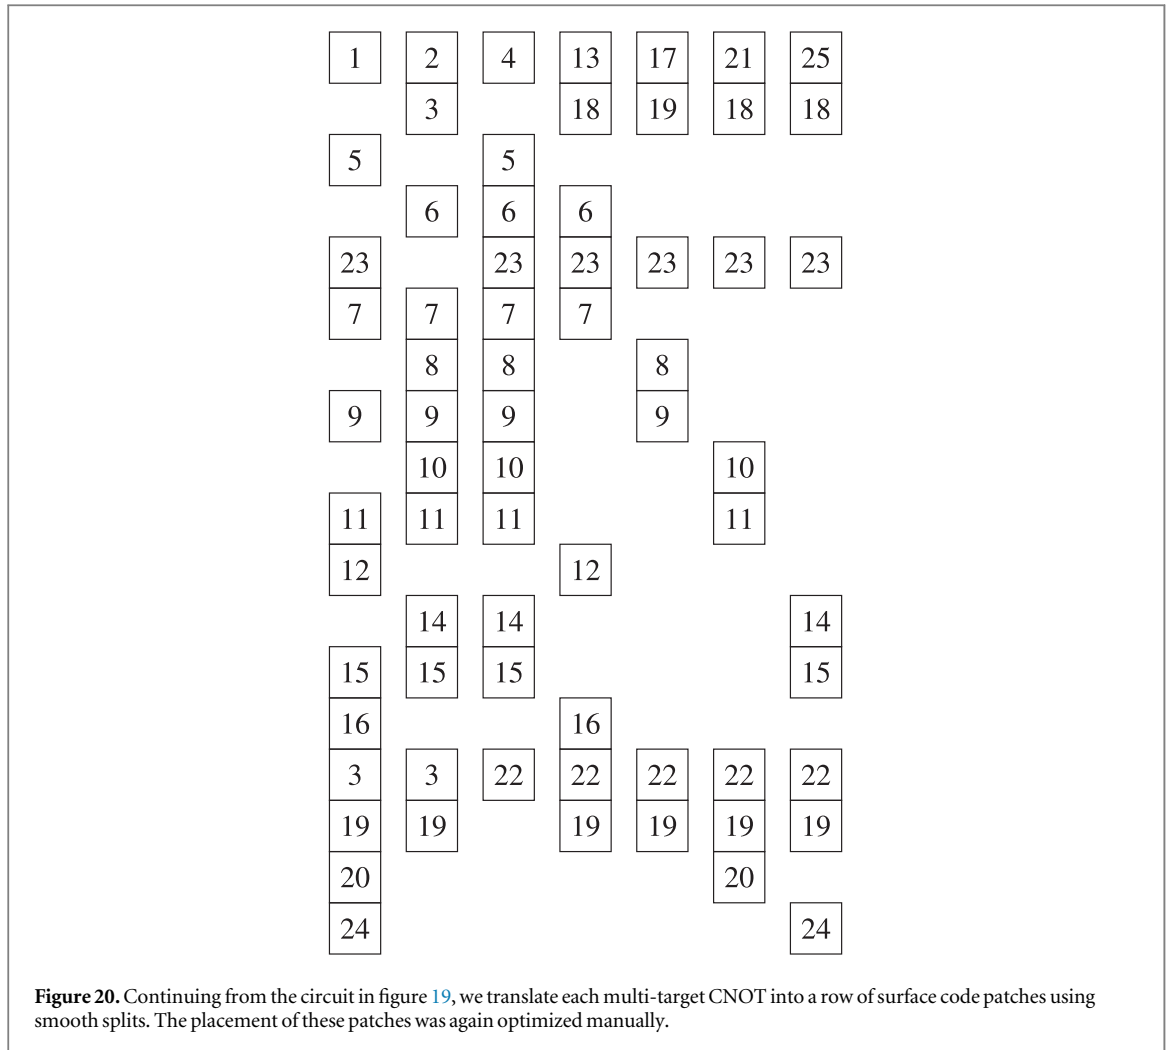 1 2 4 13 17 21 25
3 18 19 18 18
5 5
6 6 6
23 23 23 23 23 23
7 7 7 7
8 8 8
9 9 9 9
10 10 10
11 11 11 11
12 12
14 14 14
15 15 15 15
16 16
3 3 22 22 22 22 22
19 19 19 19 19 19
20 20
24 24
Figure 20. Continuing from the circuit in figure 19, we translate each multi-target CNOT into a row of surface code patches using
smooth splits. The placement of these patches was again optimized manually.